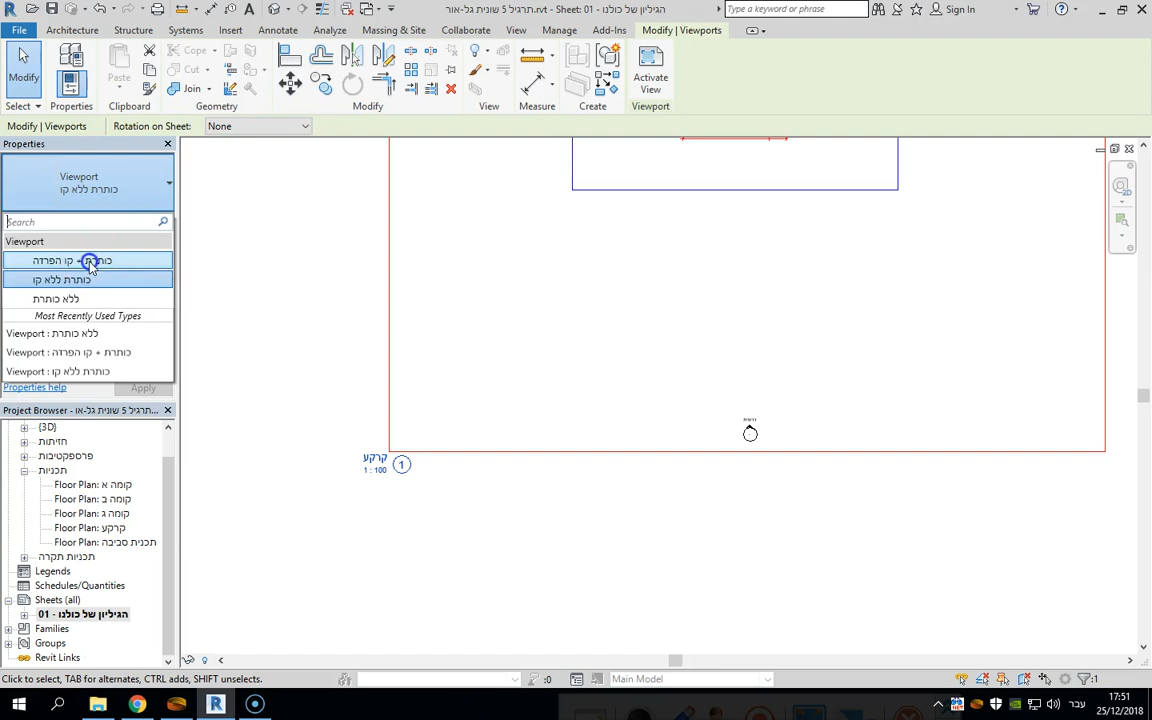 תרגיל 5 שונית גל-אור.rvt - Sheet: 01 - הגיליון של כולנו
Type a keyword or phrase
Sign In
File Architecture Structure Systems Insert Annotate Analyze Massing & Site Collaborate View Manage Add-Ins Modify | Viewports
Modify
Paste
Cope
Cut
Join
Activate
View
Select Properties Clipboard Geometry Modify View Measure Create Viewport
Modify | Viewports Rotation on Sheet: None
Properties
Viewport
כותרת ללא קו
Search
Viewport
כותרת + קו הפרדה
כותרת ללא קו
ללא כותרת
Most Recently Used Types
Viewport : ללא כותרת
Viewport : כותרת + קו הפרדה
Viewport : כותרת ללא קו
Properties help Apply
Project Browser - תרגיל 5 שונית גל-או...
{3D}
חזיתות
פרספקטיבות
תכניות
Floor Plan: קומה א
Floor Plan: קומה ב
Floor Plan: קומה ג
Floor Plan: קרקע
Floor Plan: תכנית סביבה
תכניות תקרה
Legends
Schedules/Quantities
Sheets (all)
01 - הגיליון של כולנו
Families
Groups
Revit Links
קרקע
1 : 100
1
2D
Click to select, TAB for alternates, CTRL adds, SHIFT unselects.
:0
Main Model
:1
17:51
עבר
25/12/2018